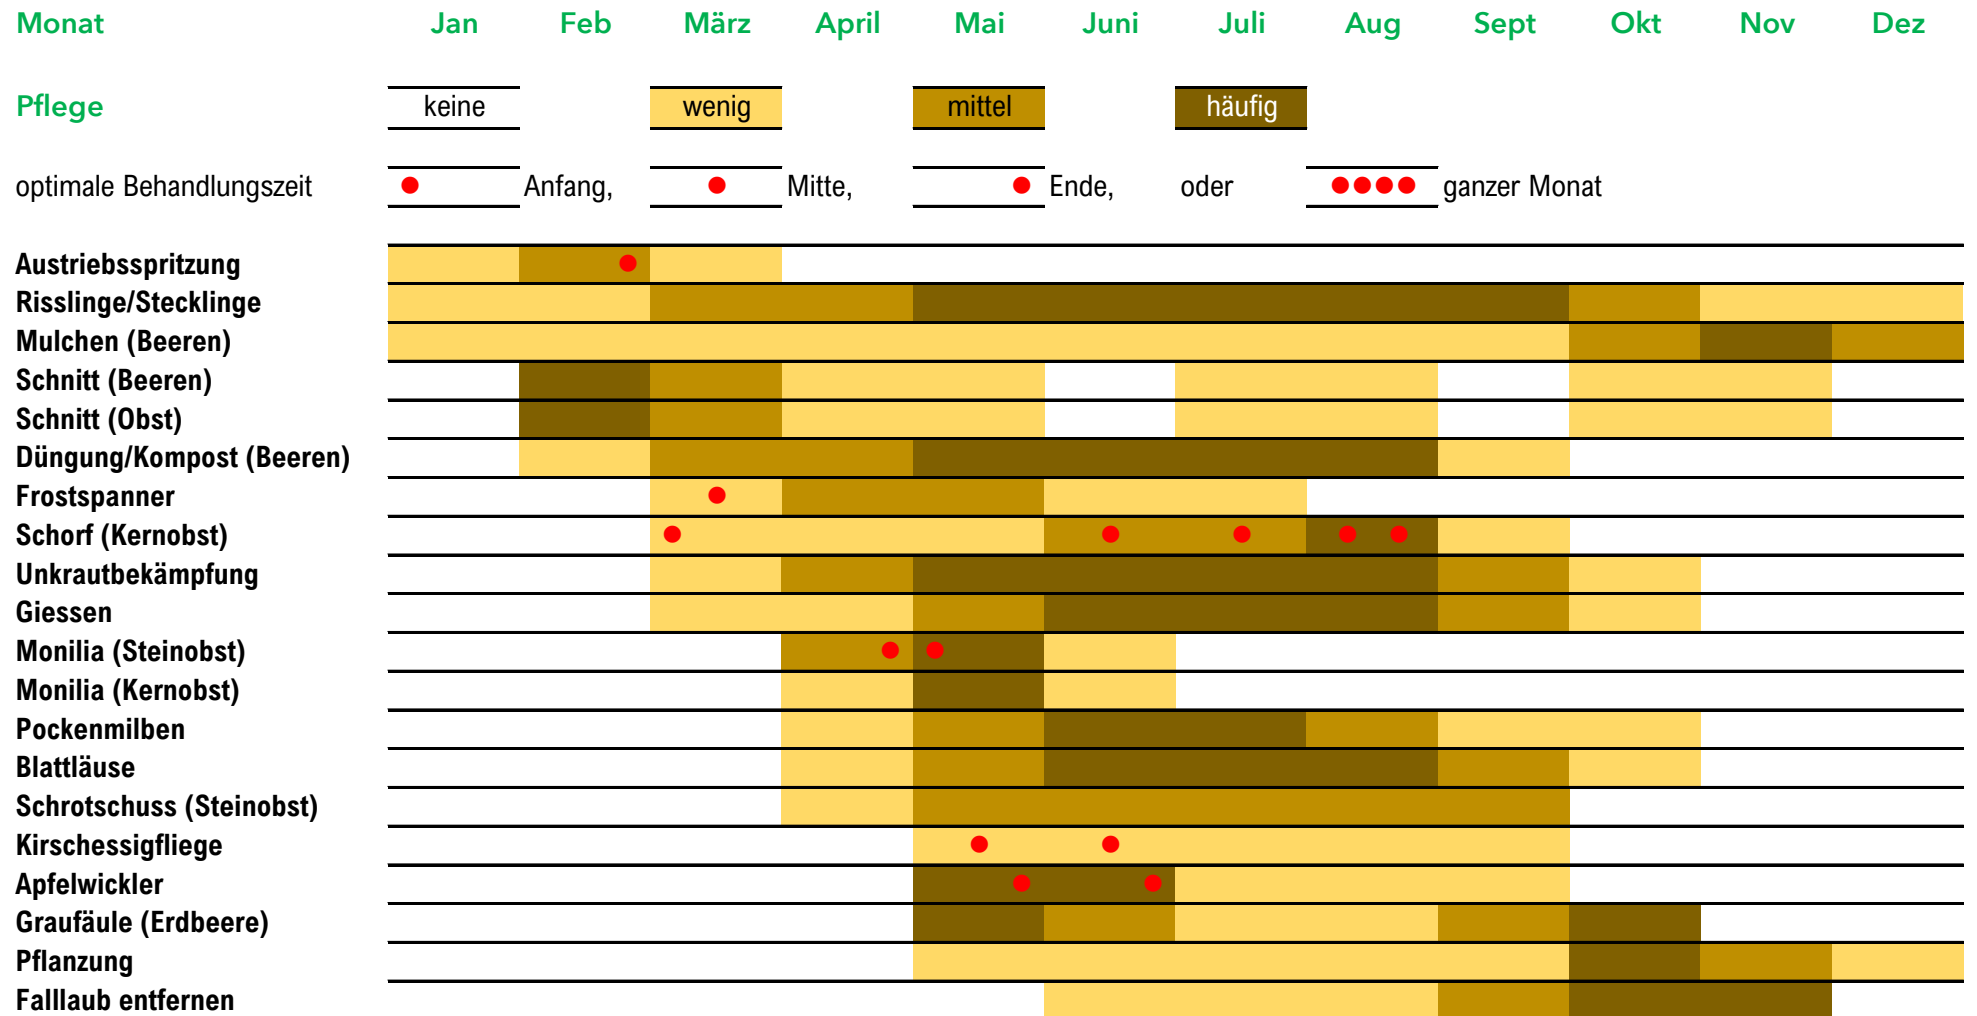 Monat Jan Feb März April Mai Juni Juli Aug Sept Okt Nov Dez
Pflege keine wenig mittel häufig
optimale Behandlungszeit Anfang, Mitte, Ende, oder ganzer Monat
Austriebsspritzung
Risslinge/Stecklinge
Mulchen (Beeren)
Schnitt (Beeren)
Schnitt (Obst)
Düngung/Kompost (Beeren)
Frostspanner
Schorf (Kernobst)
Unkrautbekämpfung
Giessen
Monilia (Steinobst)
Monilia (Kernobst)
Pockenmilben
Blattläuse
Schrotschuss (Steinobst)
Kirschessigfliege
Apfelwickler
Graufäule (Erdbeere)
Pflanzung
Falllaub entfernen